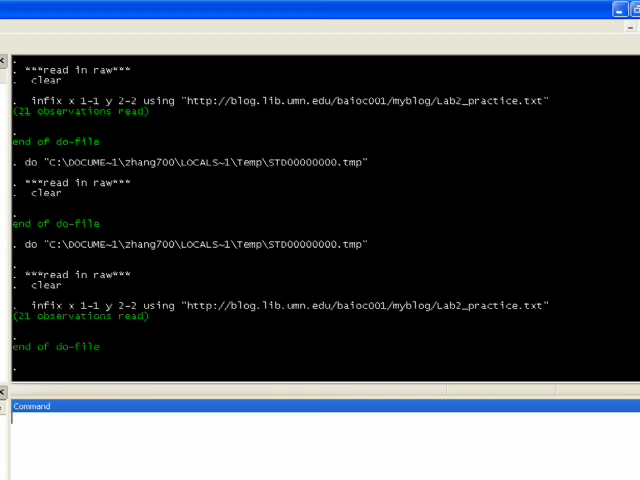 .
. ***read in raw***
. clear
. infix x 1-1 y 2-2 using "http://blog.lib.umn.edu/baioc001/myblog/Lab2_practice.txt"
(21 observations read)
.
end of do-file
. do "C:\DOCUME~1\zhang700\LOCALS~1\Temp\STD00000000.tmp"
. ***read in raw***
. clear
.
end of do-file
. do "C:\DOCUME~1\zhang700\LOCALS~1\Temp\STD00000000.tmp"
.
. ***read in raw***
. clear
. infix x 1-1 y 2-2 using "http://blog.lib.umn.edu/baioc001/myblog/Lab2_practice.txt"
(21 observations read)
.
end of do-file
.
Command